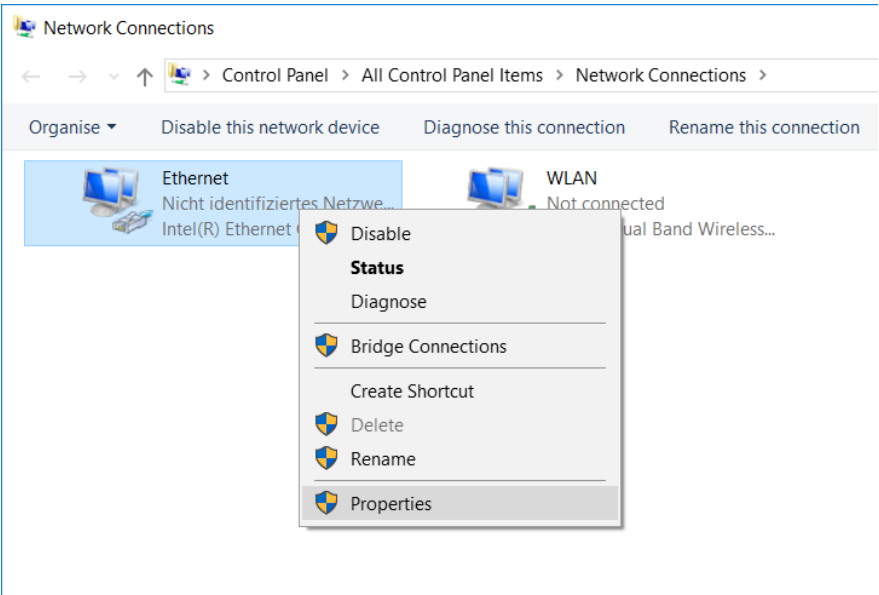 Network Connections
Control Panel > All Control Panel Items > Network Connections >
Organise Disable this network device Diagnose this connection Rename this connection
Ethernet
Nicht identifiziertes Netzwe...
Intel(R) Ethernet
WLAN
Not connected
Band Wireless...
Disable
Status
Diagnose
Bridge Connections
Create Shortcut
Delete
Rename
Properties